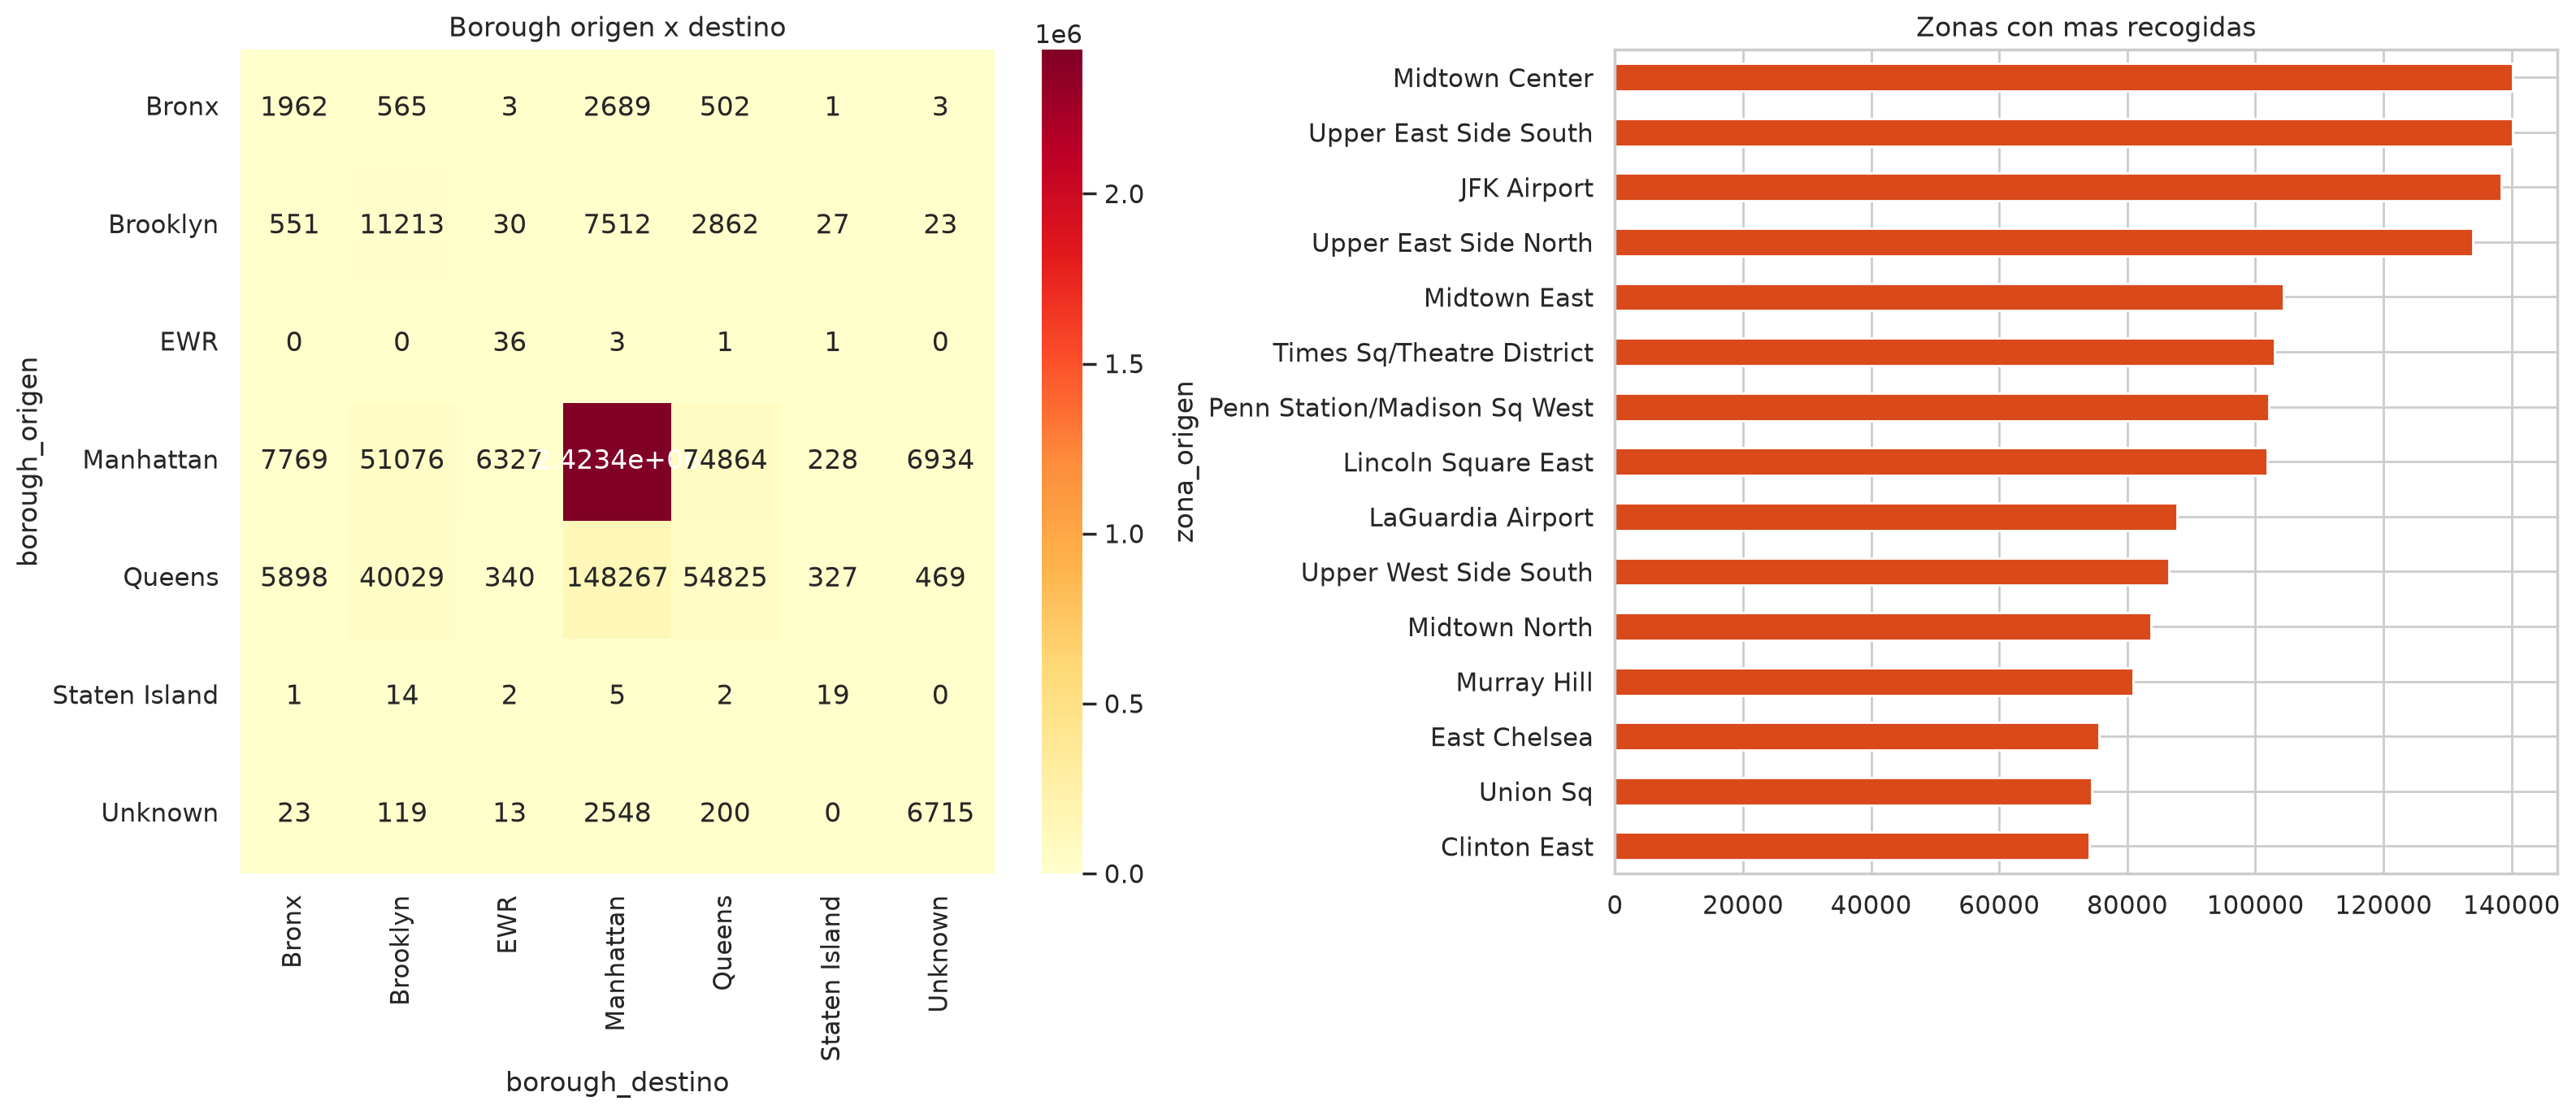 Borough origen x destino
1e6
borough_origen
Bronx 1962 565 3 2689 502 1 3
Brooklyn 551 11213 30 7512 2862 27 23
EWR 0 0 36 3 1 1 0
Manhattan 7769 51076 6327 74864 228 6934
Queens 5898 40029 340 148267 54825 327 469
Staten Island 1 14 2 5 2 19 0
Unknown 23 119 13 2548 200 0 6715
Bronx Brooklyn EWR Manhattan Queens Staten Island Unknown
borough_destino
2.0
1.5
1.0
0.5
0.0
Zonas con mas recogidas
zona_origen
Midtown Center
Upper East Side South
JFK Airport
Upper East Side North
Midtown East
Times Sq/Theatre District
Penn Station/Madison Sq West
Lincoln Square East
LaGuardia Airport
Upper West Side South
Midtown North
Murray Hill
East Chelsea
Union Sq
Clinton East
0 20000 40000 60000 80000 100000 120000 140000